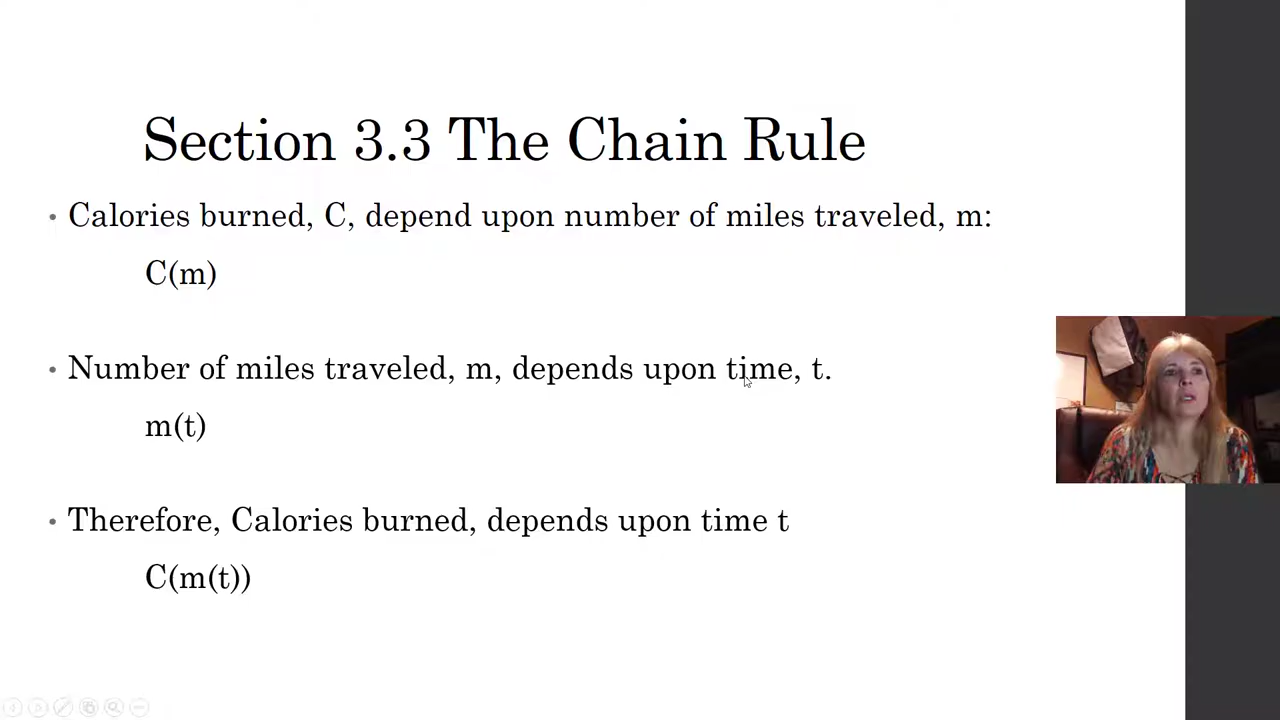 Section 3.3 The Chain Rule
• Calories burned, C, depend upon number of miles traveled, m:
C(m)
• Number of miles traveled, m, depends upon time, t.
m(t)
• Therefore, Calories burned, depends upon time t
C(m(t))